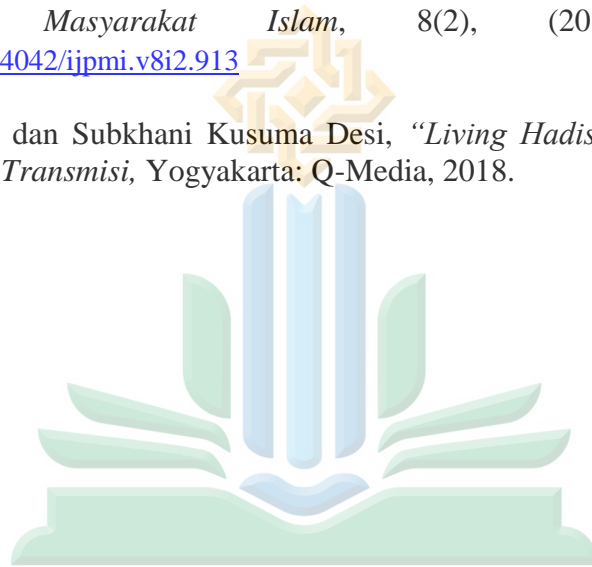 Masyarakat Islam, 8(2), (20
4042/ijpmi.v8i2.913
dan Subkhani Kusuma Desi, “Living Hadis
Transmisi, Yogyakarta: Q-Media, 2018.